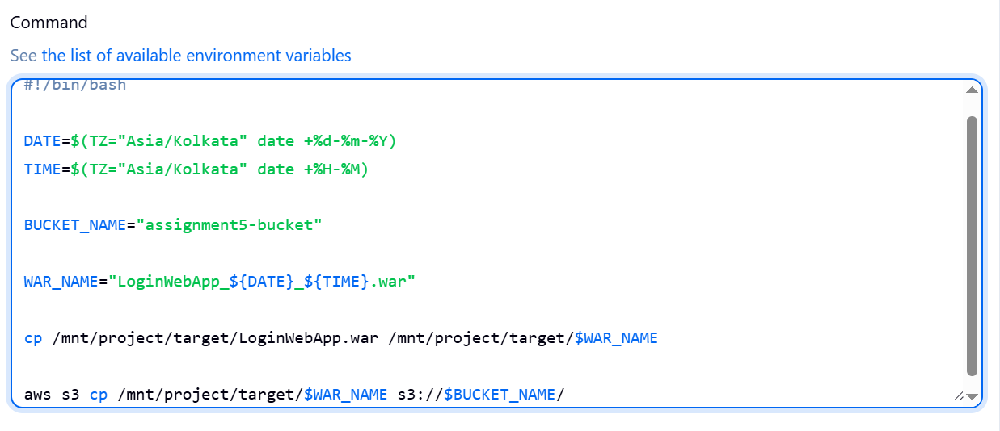 Command
See the list of available environment variables
#!/bin/bash
DATE=$(TZ="Asia/Kolkata" date +%d-%m-%Y)
TIME=$(TZ="Asia/Kolkata" date +%H-%M)
BUCKET_NAME="assignment5-bucket"
WAR_NAME="LoginWebApp_${DATE}_${TIME}.war"
cp /mnt/project/target/LoginWebApp.war /mnt/project/target/$WAR_NAME
aws s3 cp /mnt/project/target/$WAR_NAME s3://$BUCKET_NAME/